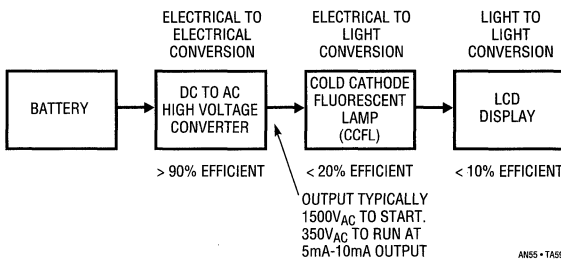 ELECTRICAL TO
ELECTRICAL
CONVERSION
ELECTRICAL TO
LIGHT
CONVERSION
LIGHT TO
LIGHT
CONVERSION
BATTERY
DC TO AC
HIGH VOLTAGE
CONVERTER
COLD CATHODE
FLUORESCENT
LAMP
(CCFL)
LCD
DISPLAY
> 90% EFFICIENT
< 20% EFFICIENT
< 10% EFFICIENT
OUTPUT TYPICALLY
1500VAC TO START.
350VAC TO RUN AT
5mA-10mA OUTPUT
AN55 • TA59